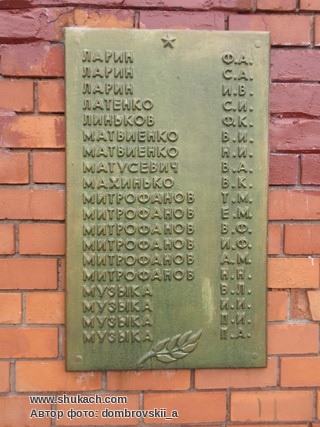 ЛАРИН Ф.А.
ЛАРИН С.А.
ЛАРИН И.В.
ЛАТЕНКО С.И.
ЛИНЬКОВ Ф.К.
МАТВИЕНКО В.И.
МАТВИЕНКО Н.И.
МАТУСЕВИЧ В.А.
МАХИНЬКО В.К.
МИТРОФАНОВ Т.М.
МИТРОФАНОВ Е.М.
МИТРОФАНОВ В.Ф.
МИТРОФАНОВ И.Ф.
МИТРОФАНОВ А.М.
МИТРОФАНОВ Н.Н.
МУЗЫКА В.Л.
МУЗЫКА И.И.
МУЗЫКА П.И.
МУЗЫКА Е.А.
www.shukach.com
Автор фото: dombrovskii_a